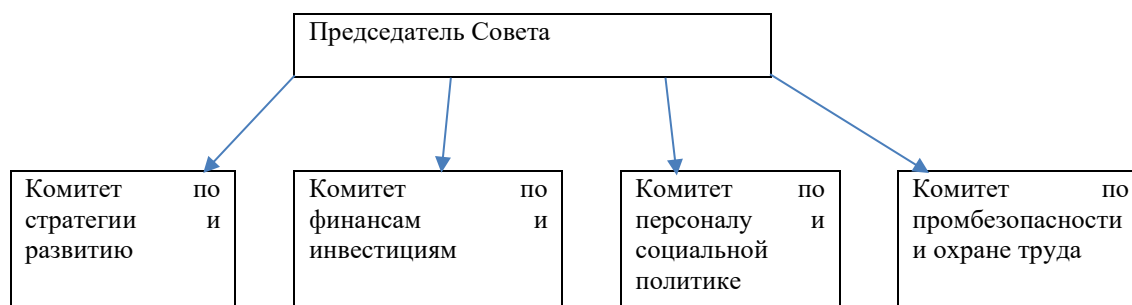 Председатель Совета
Комитет по
стратегии и
развитию
Комитет по
финансам и
инвестициям
Комитет по
персоналу и
социальной
политике
Комитет по
промбезопасности
и охране труда